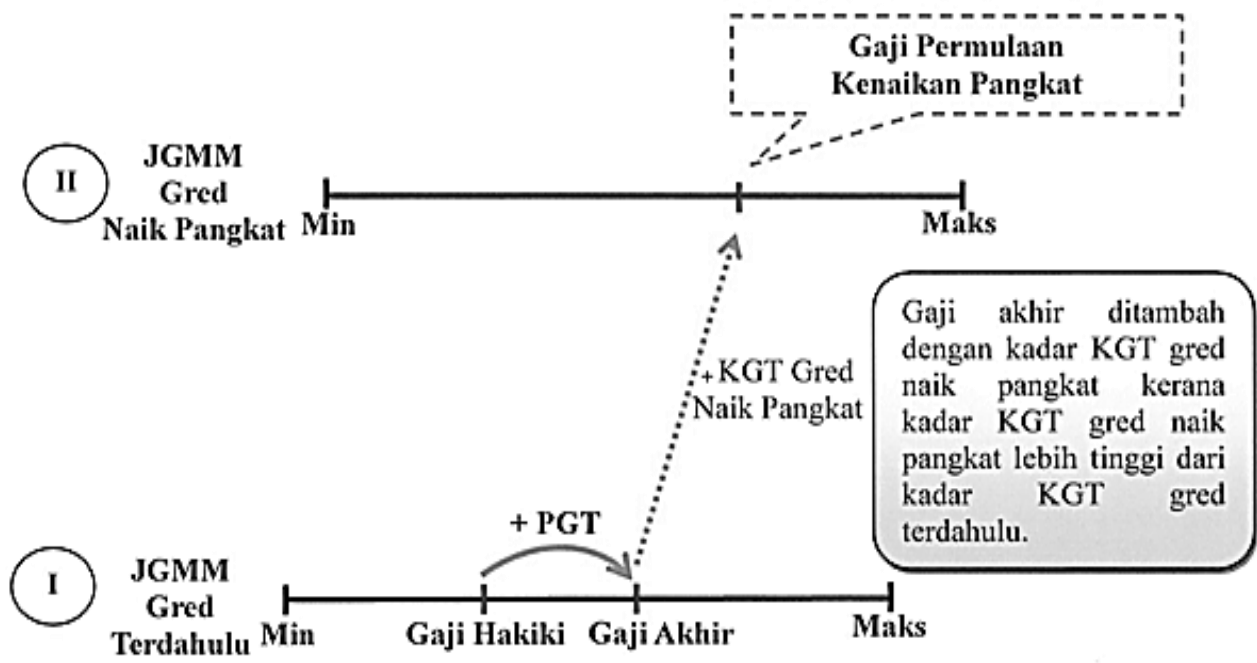 Gaji Permulaan
Kenaikan Pangkat
II
JGMM
Gred
Naik Pangkat
Min
Maks
+KGT Gred
Naik Pangkat
Gaji akhir ditambah
dengan kadar KGT gred
naik pangkat kerana
kadar KGT gred naik
pangkat lebih tinggi dari
kadar KGT gred
terdahulu.
+ PGT
I
JGMM
Gred
Terdahulu
Min
Gaji Hakiki
Gaji Akhir
Maks